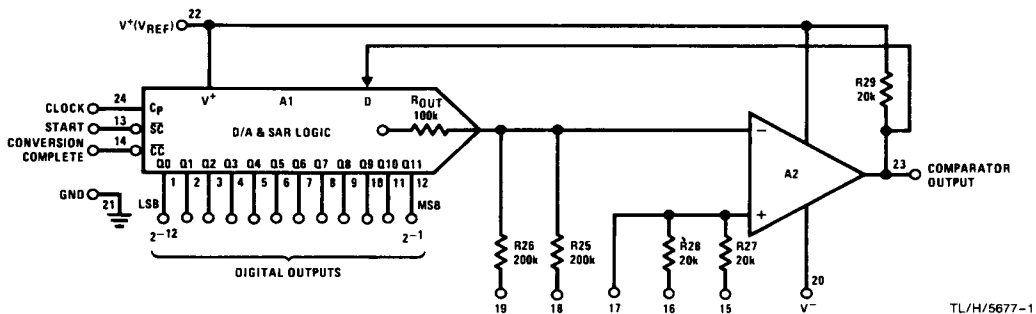 22
V+(VREF)
R29
20k
24
CLOCK
CP
V+
A1
D
ROUT
100k
START
13
SC
D/A & SAR LOGIC
−
CONVERSION
COMPLETE
14
CC
A2
23
COMPARATOR
OUTPUT
Q0 Q1 Q2 Q3 Q4 Q5 Q6 Q7 Q8 Q9 Q10 Q11
1 2 3 4 5 6 7 8 9 10 11 12
GND
21
LSB
MSB
+
2-12
2-1
R26
200k
R25
200k
R28
20k
R27
20k
20
DIGITAL OUTPUTS
19
18
17
16
15
V−
TL/H/5677-1